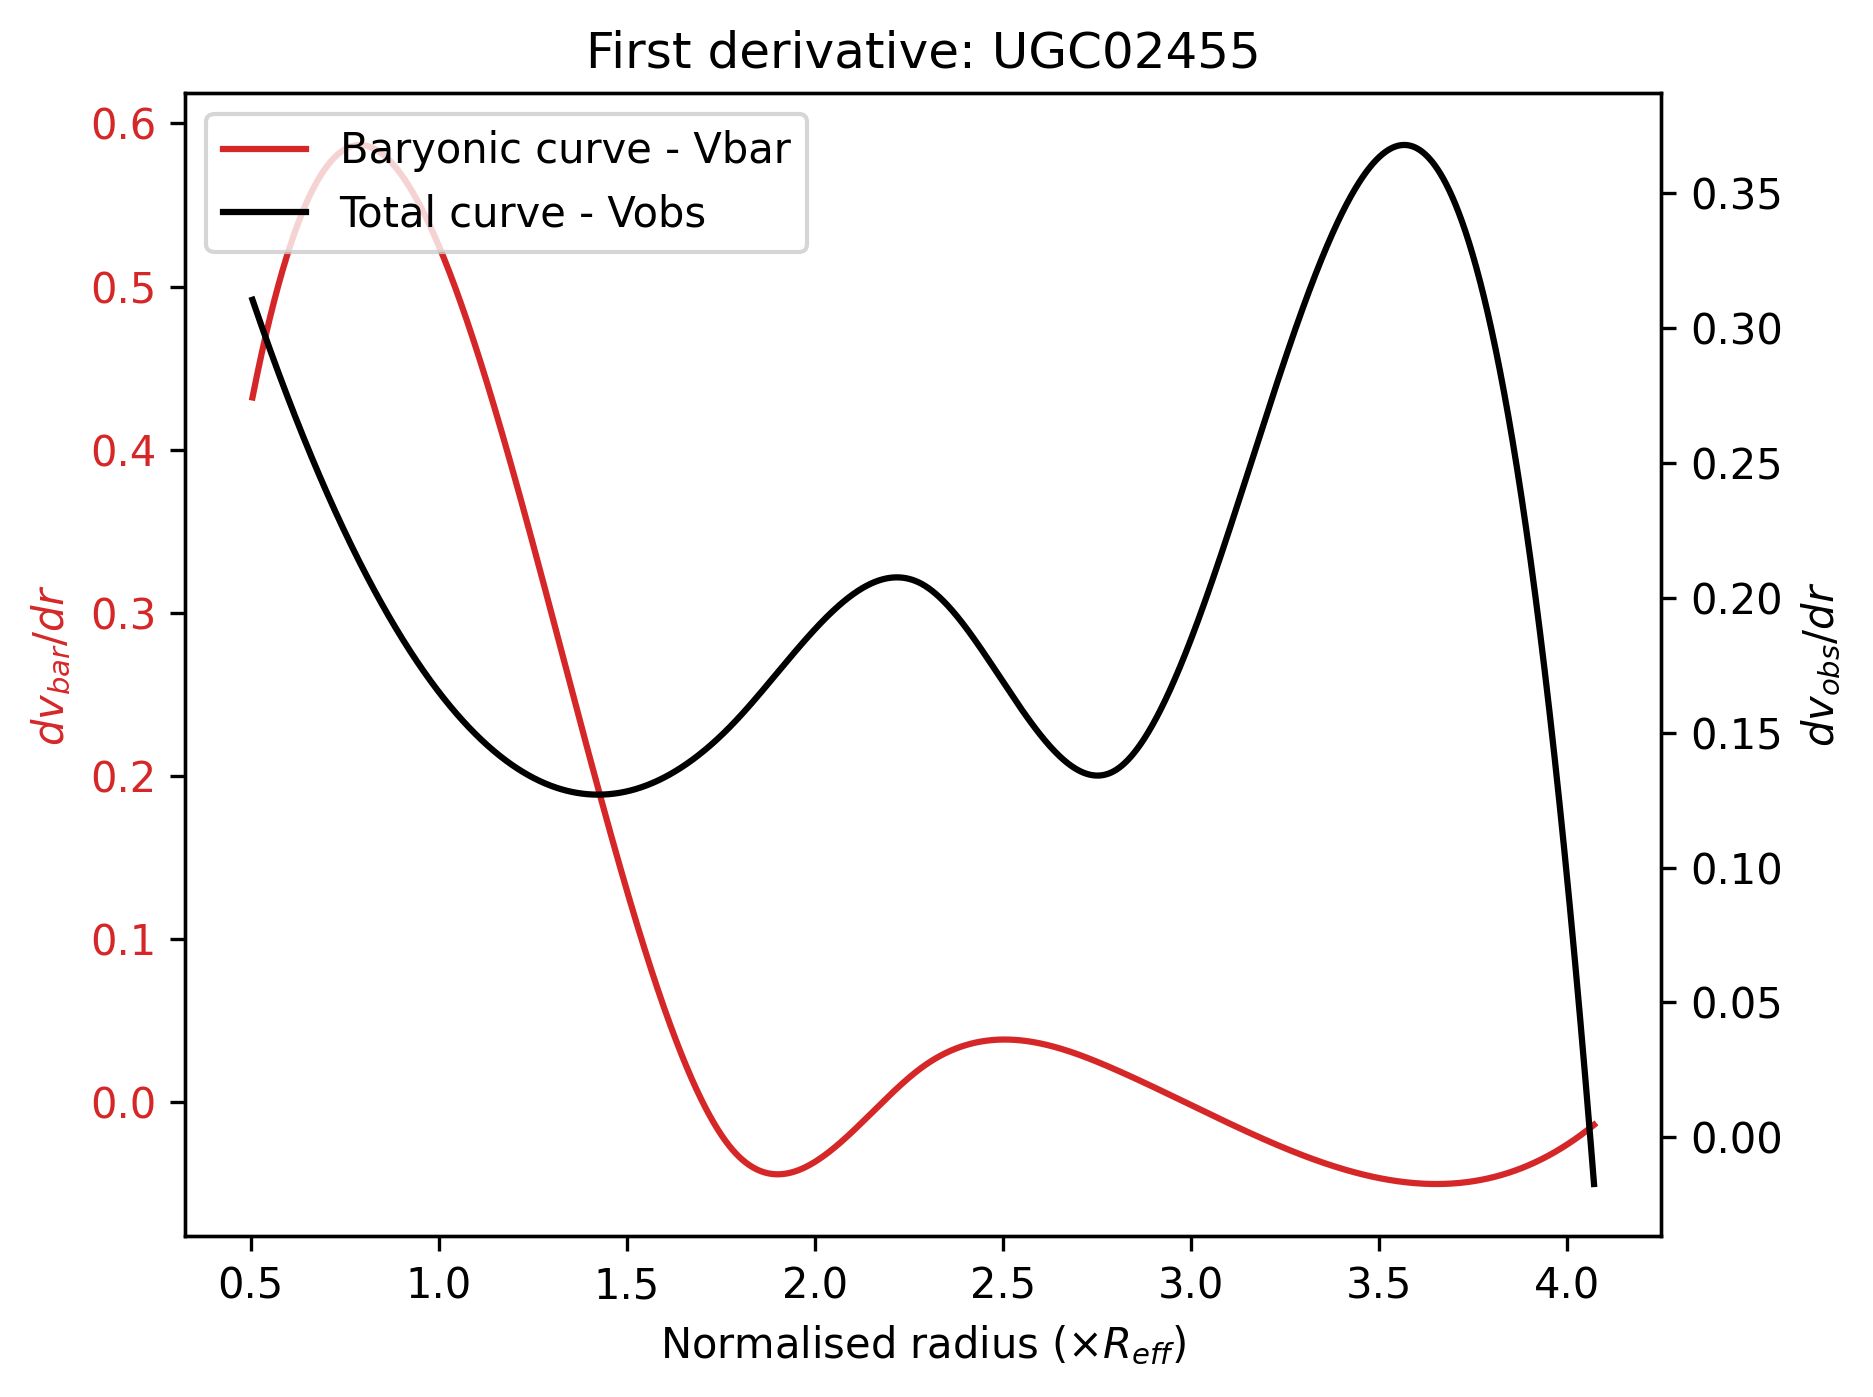 First derivative: UGC02455
Baryonic curve - Vbar
Total curve - Vobs
0.6
0.5
0.4
0.3
0.2
0.1
0.0
dv_bar/dr
0.35
0.30
0.25
0.20
0.15
0.10
0.05
0.00
dv_obs/dr
0.5 1.0 1.5 2.0 2.5 3.0 3.5 4.0
Normalised radius (×R_eff)